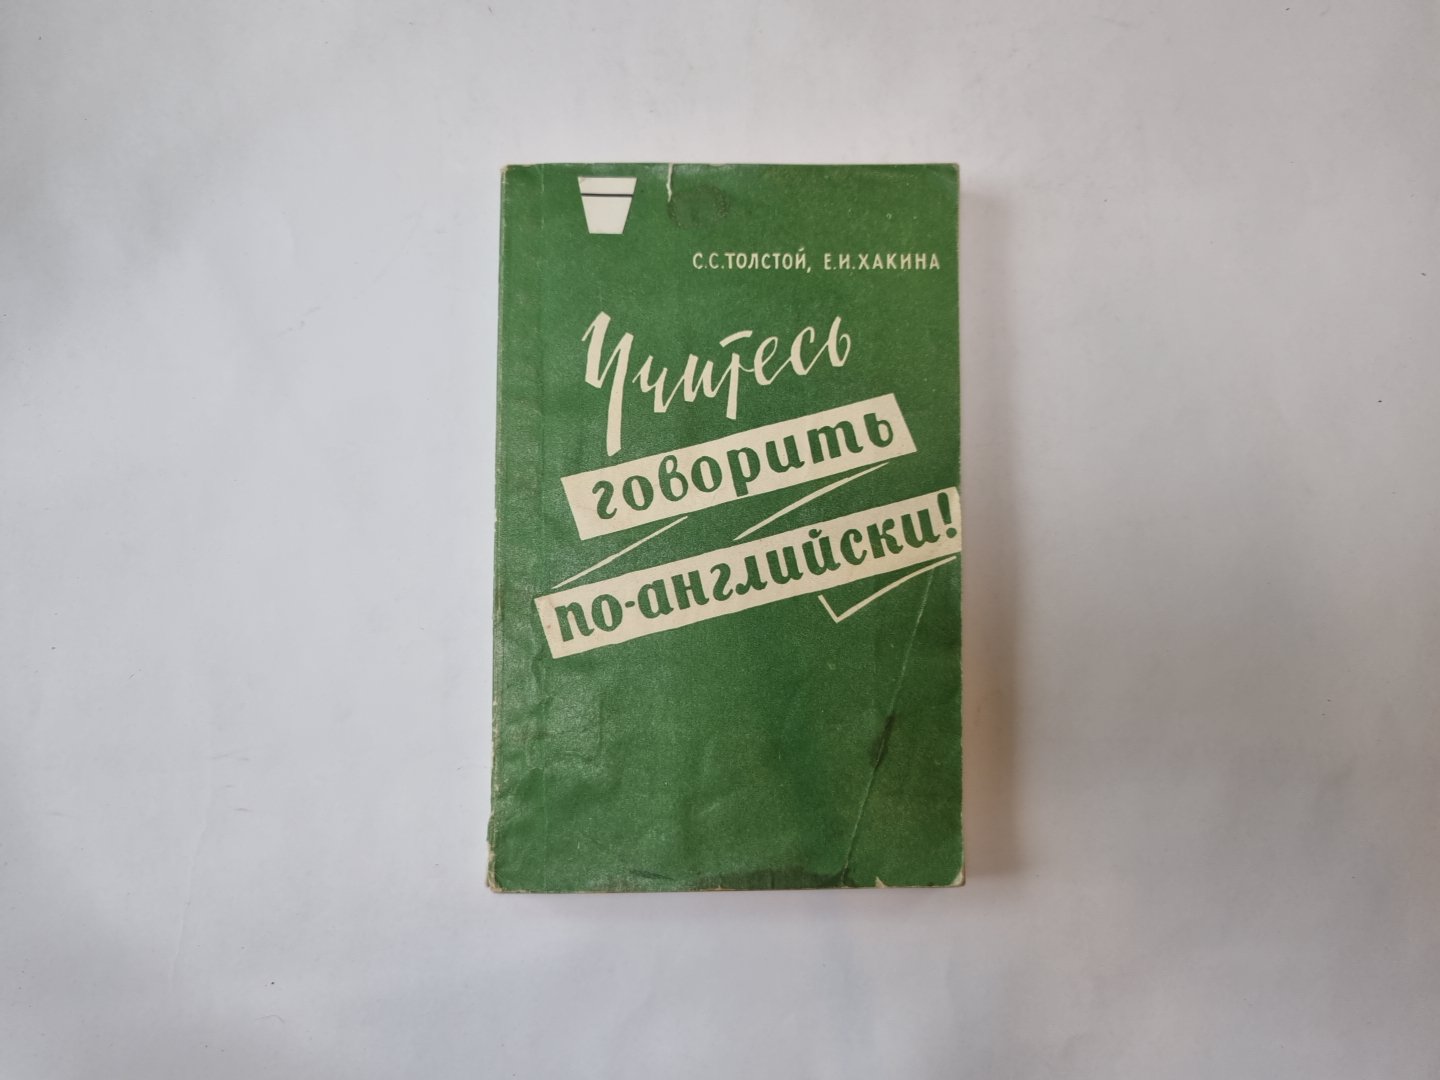 С.С.ТОЛСТОЙ, Е.И.ХАКИНА
Учитесь
говорить
по-английски!